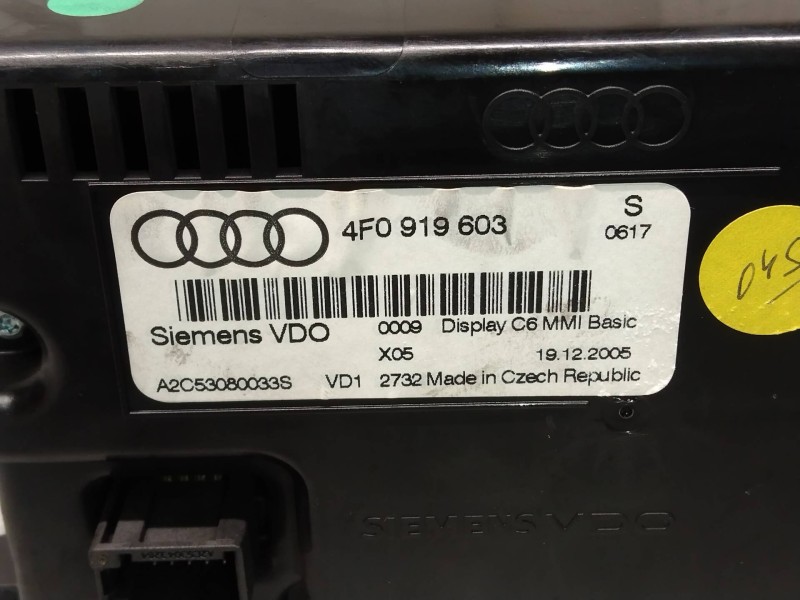 4F0 919 603
S
0617
Siemens VDO
0009 Display C6 MMI Basic
X05 19.12.2005
A2C53080033S VD1 2732 Made in Czech Republic
SIEMENS VDO